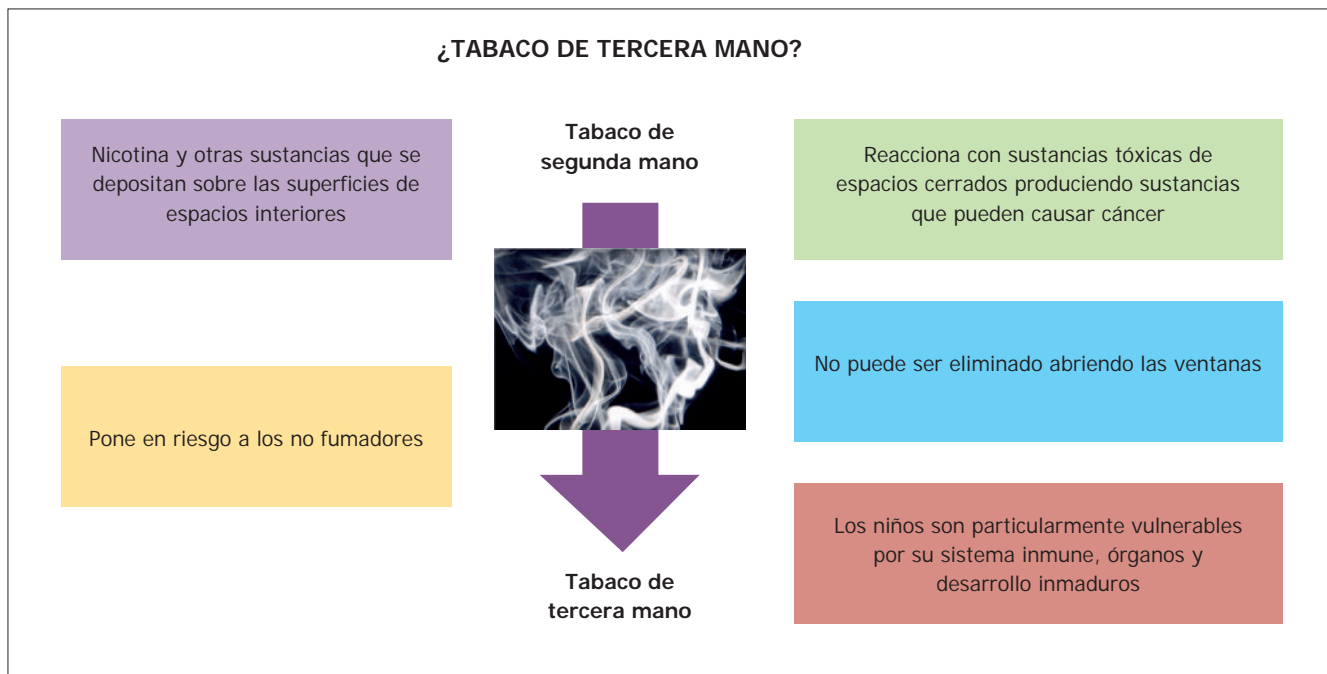 ¿TABACO DE TERCERA MANO?
Nicotina y otras sustancias que se
depositan sobre las superficies de
espacios interiores
Pone en riesgo a los no fumadores
Tabaco de
segunda mano
Tabaco de
tercera mano
Reacciona con sustancias tóxicas de
espacios cerrados produciendo sustancias
que pueden causar cáncer
No puede ser eliminado abriendo las ventanas
Los niños son particularmente vulnerables
por su sistema inmune, órganos y
desarrollo inmaduros